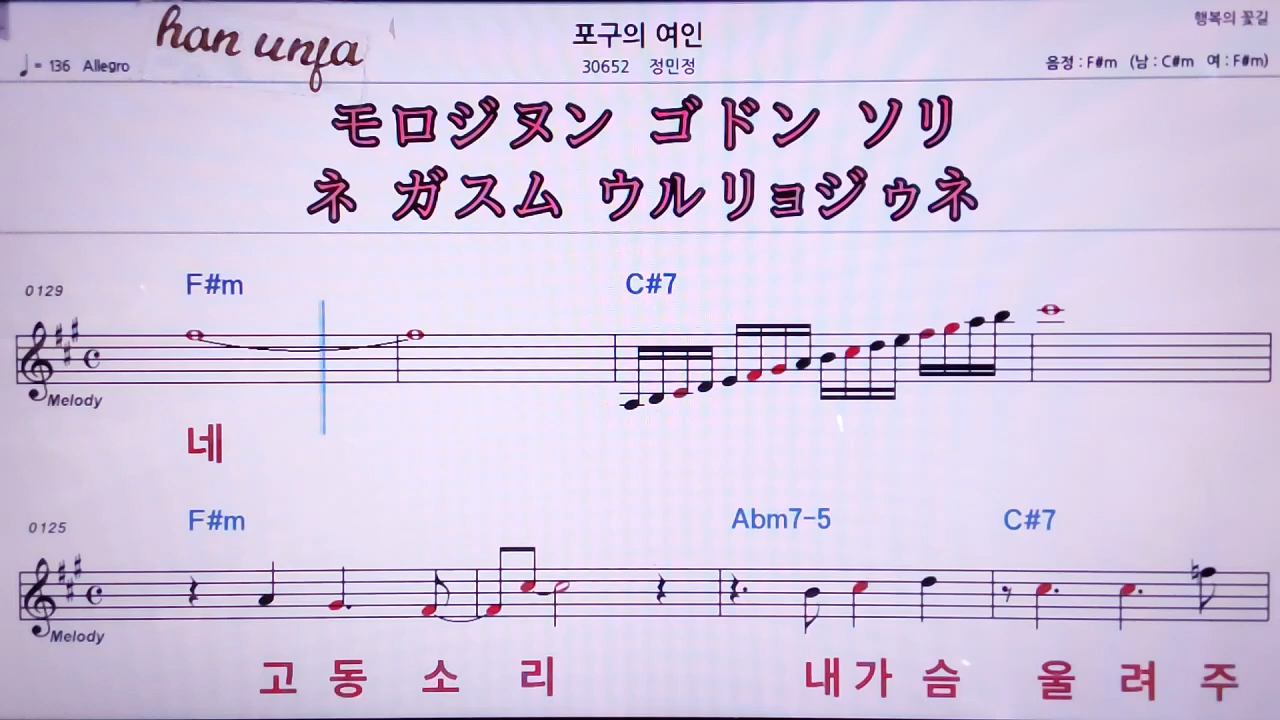 han unfa
행복의 꽃길
포구의 여인
30652 정민정
♩ = 136 Allegro
음정 : F#m (남 : C#m 여 : F#m)
モロジヌン ゴドン ソリ
ネ ガスム ウルリョジゥネ
0129 F#m C#7
Melody
네
0125 F#m Abm7-5 C#7
Melody
고 동 소 리 내 가 슴 울 려 주